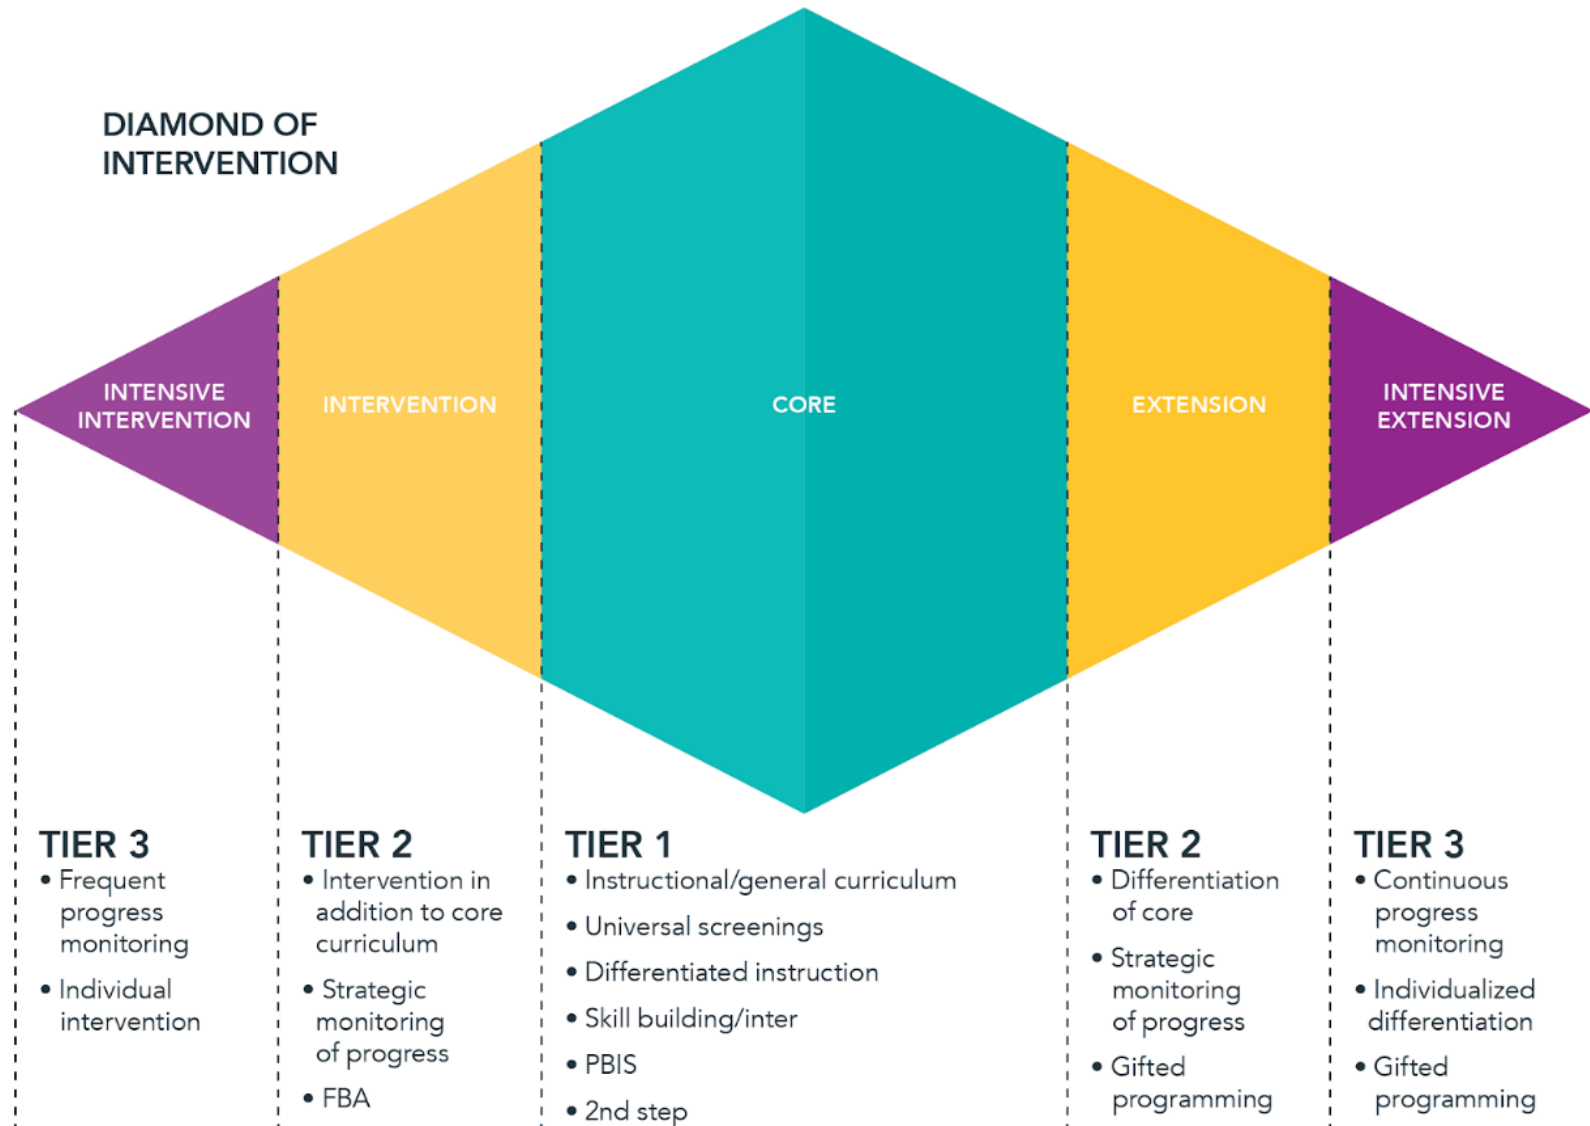 DIAMOND OF
INTERVENTION
INTENSIVE
INTERVENTION
INTERVENTION
CORE
EXTENSION
INTENSIVE
EXTENSION
TIER 3
• Frequent
progress
monitoring
• Individual
intervention
TIER 2
• Intervention in
addition to core
curriculum
• Strategic
monitoring
of progress
• FBA
TIER 1
• Instructional/general curriculum
• Universal screenings
• Differentiated instruction
• Skill building/inter
• PBIS
• 2nd step
TIER 2
• Differentiation
of core
• Strategic
monitoring
of progress
• Gifted
programming
TIER 3
• Continuous
progress
monitoring
• Individualized
differentiation
• Gifted
programming